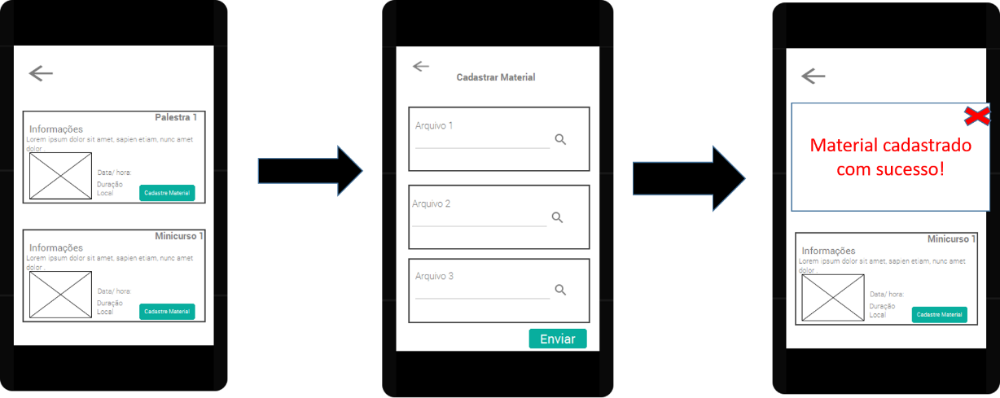 Palestra 1
Informações
Lorem ipsum dolor sit amet, sapien etiam, nunc amet
dolor .
Data/ hora:
Duração
Local
Cadastre Material
Minicurso 1
Informações
Lorem ipsum dolor sit amet, sapien etiam, nunc amet
dolor .
Data/ hora:
Duração
Local
Cadastre Material
Cadastrar Material
Arquivo 1
Arquivo 2
Arquivo 3
Enviar
Material cadastrado
com sucesso!
Minicurso 1
Informações
Lorem ipsum dolor sit amet, sapien etiam, nunc amet
dolor .
Data/ hora:
Duração
Local
Cadastre Material